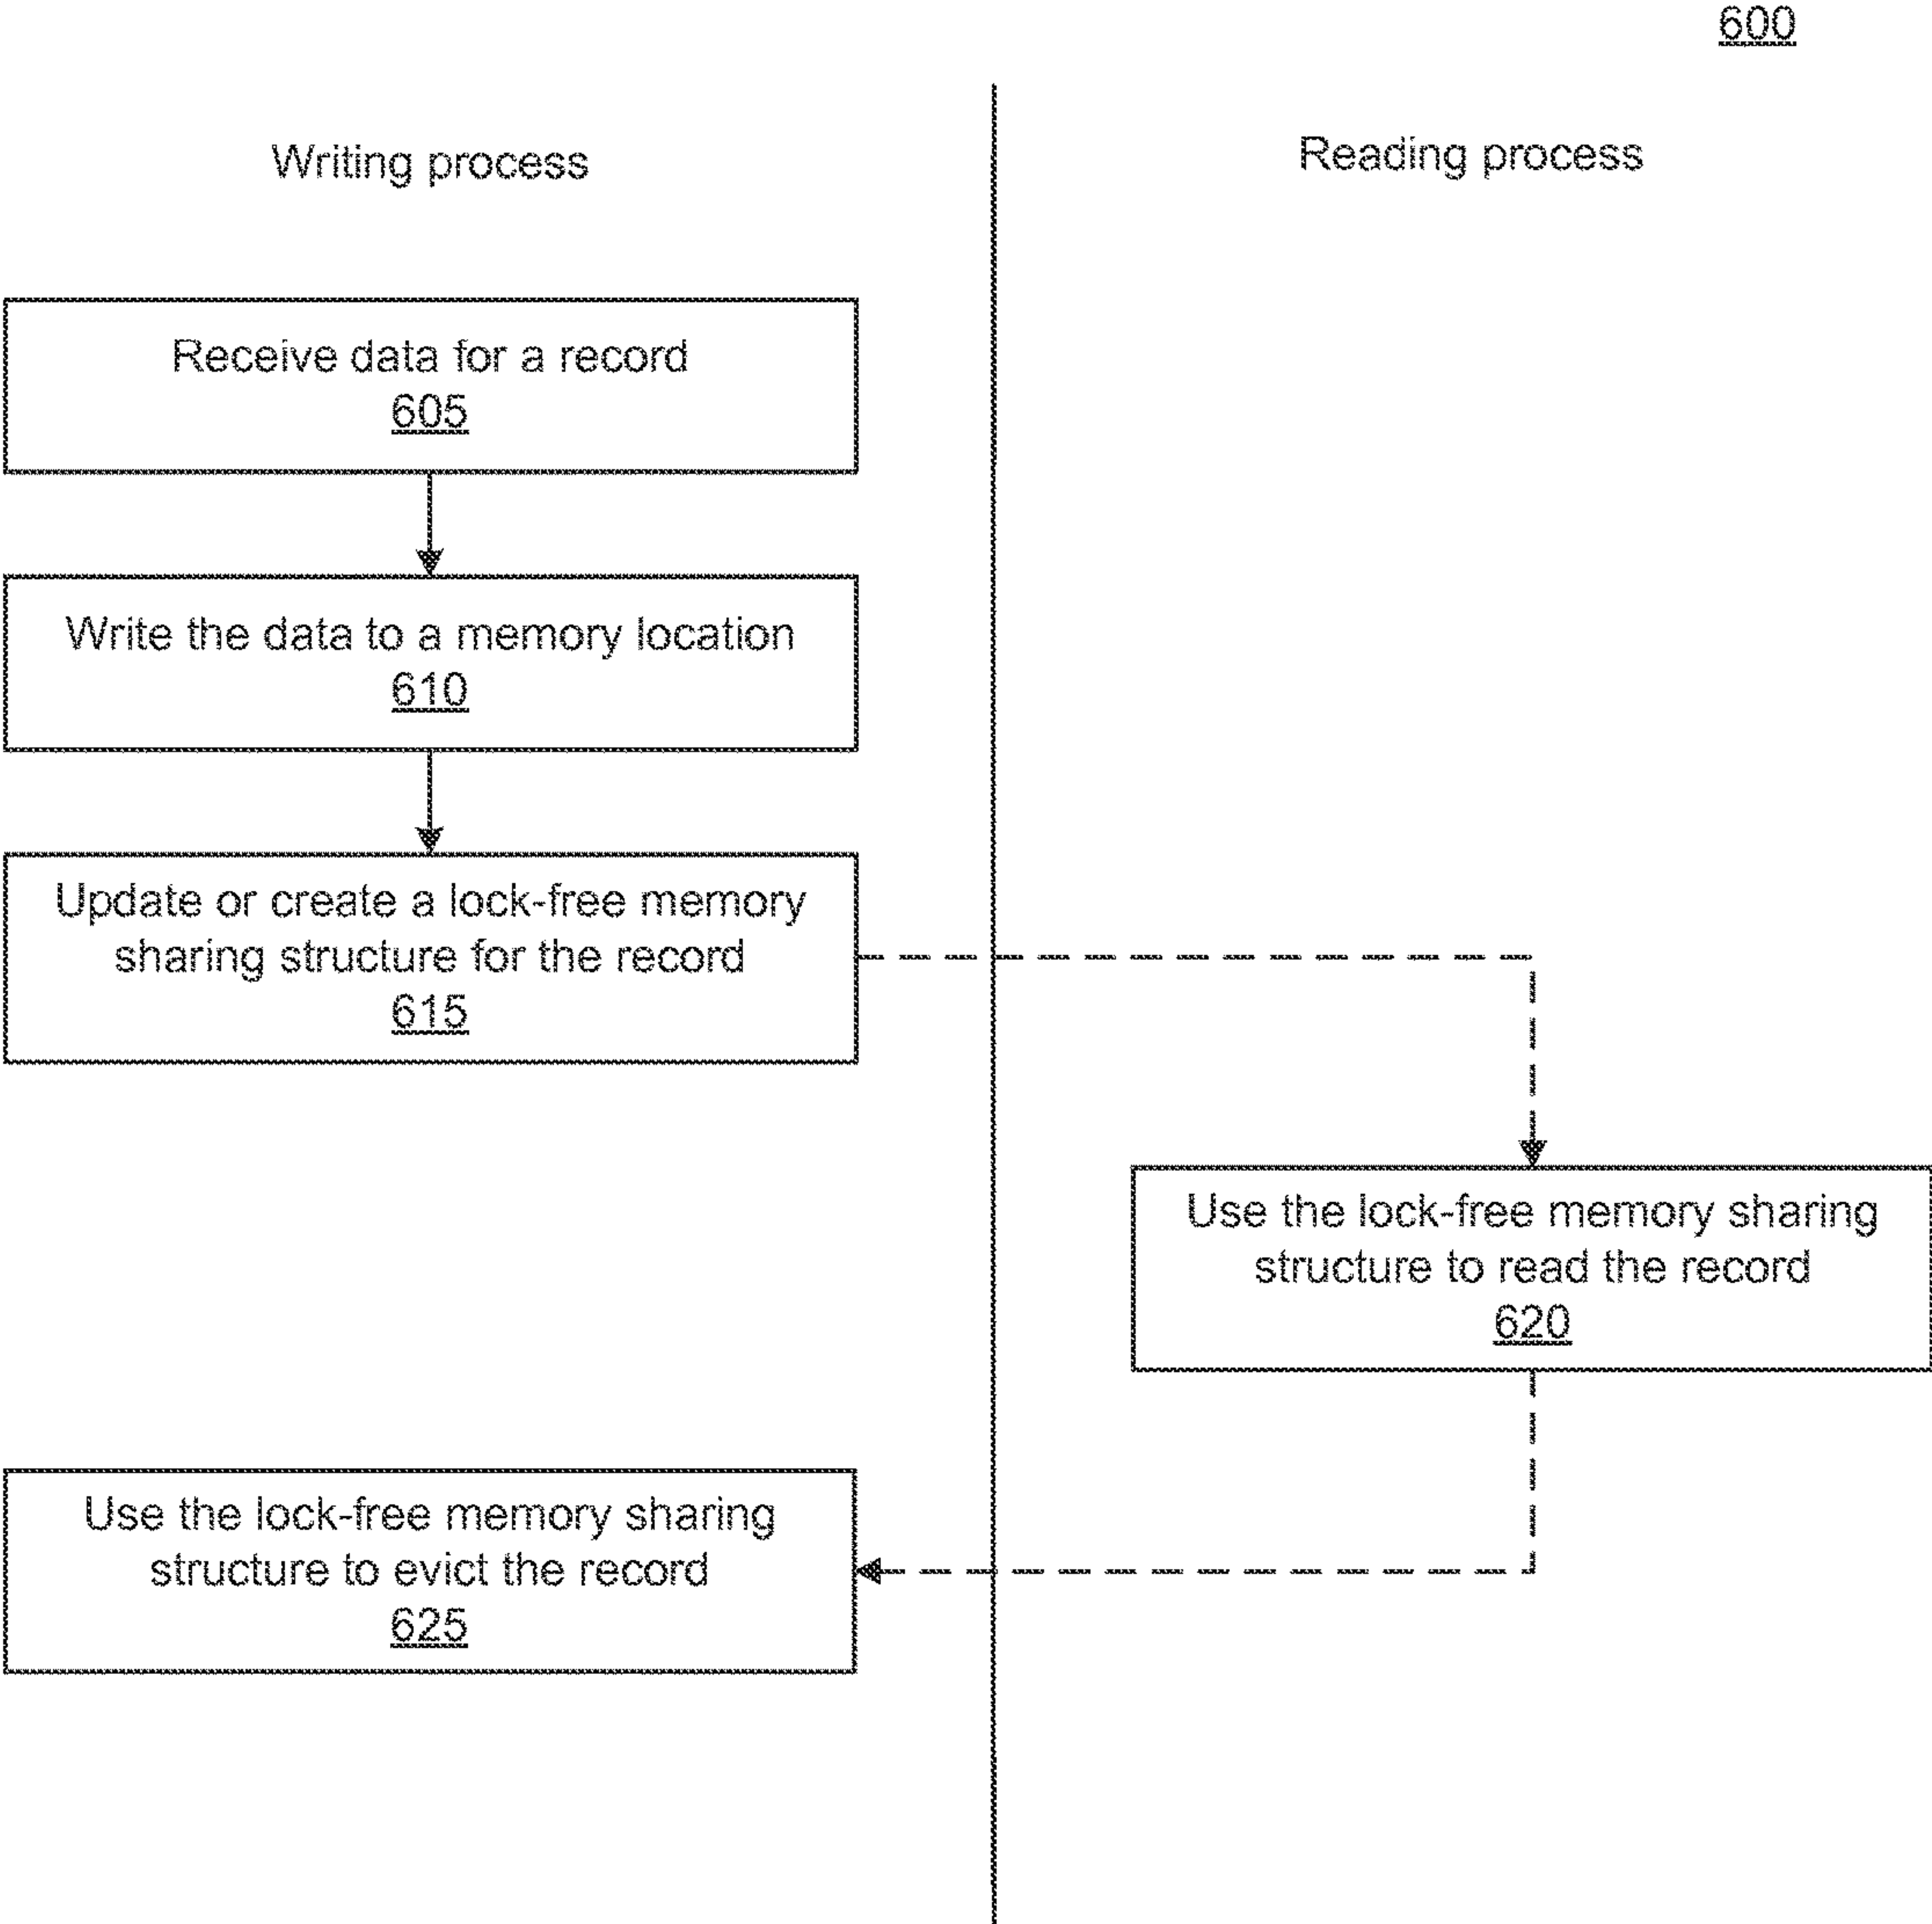 600
Writing process
Reading process
Receive data for a record
605
Write the data to a memory location
610
Update or create a lock-free memory
sharing structure for the record
615
Use the lock-free memory sharing
structure to read the record
620
Use the lock-free memory sharing
structure to evict the record
625